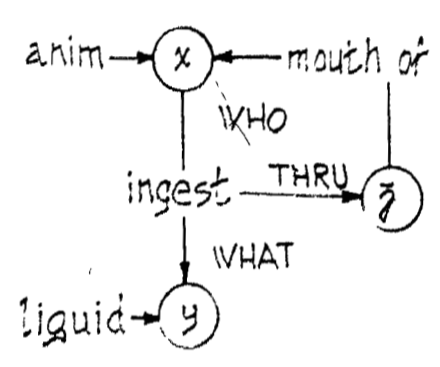 anim x mouth of
WHO
ingest THRU z
WHAT
liquid y